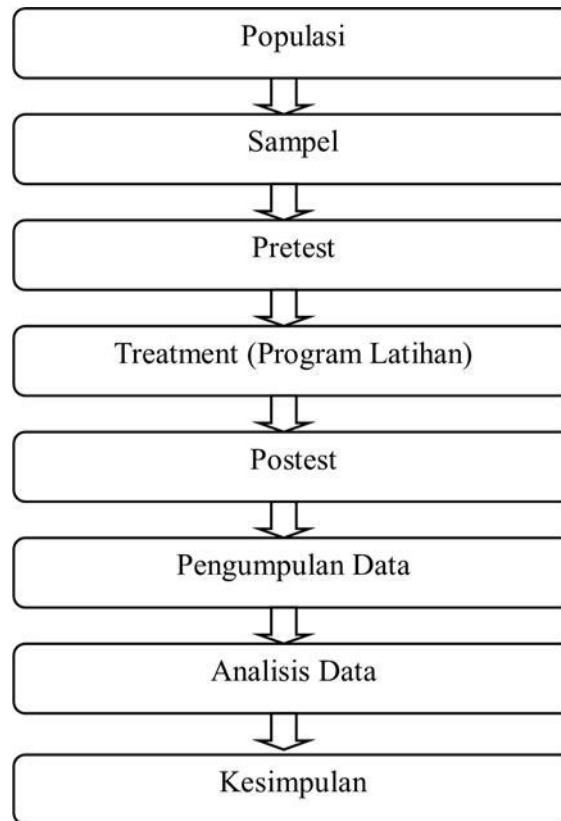 Populasi
Sampel
Pretest
Treatment (Program Latihan)
Postest
Pengumpulan Data
Analisis Data
Kesimpulan